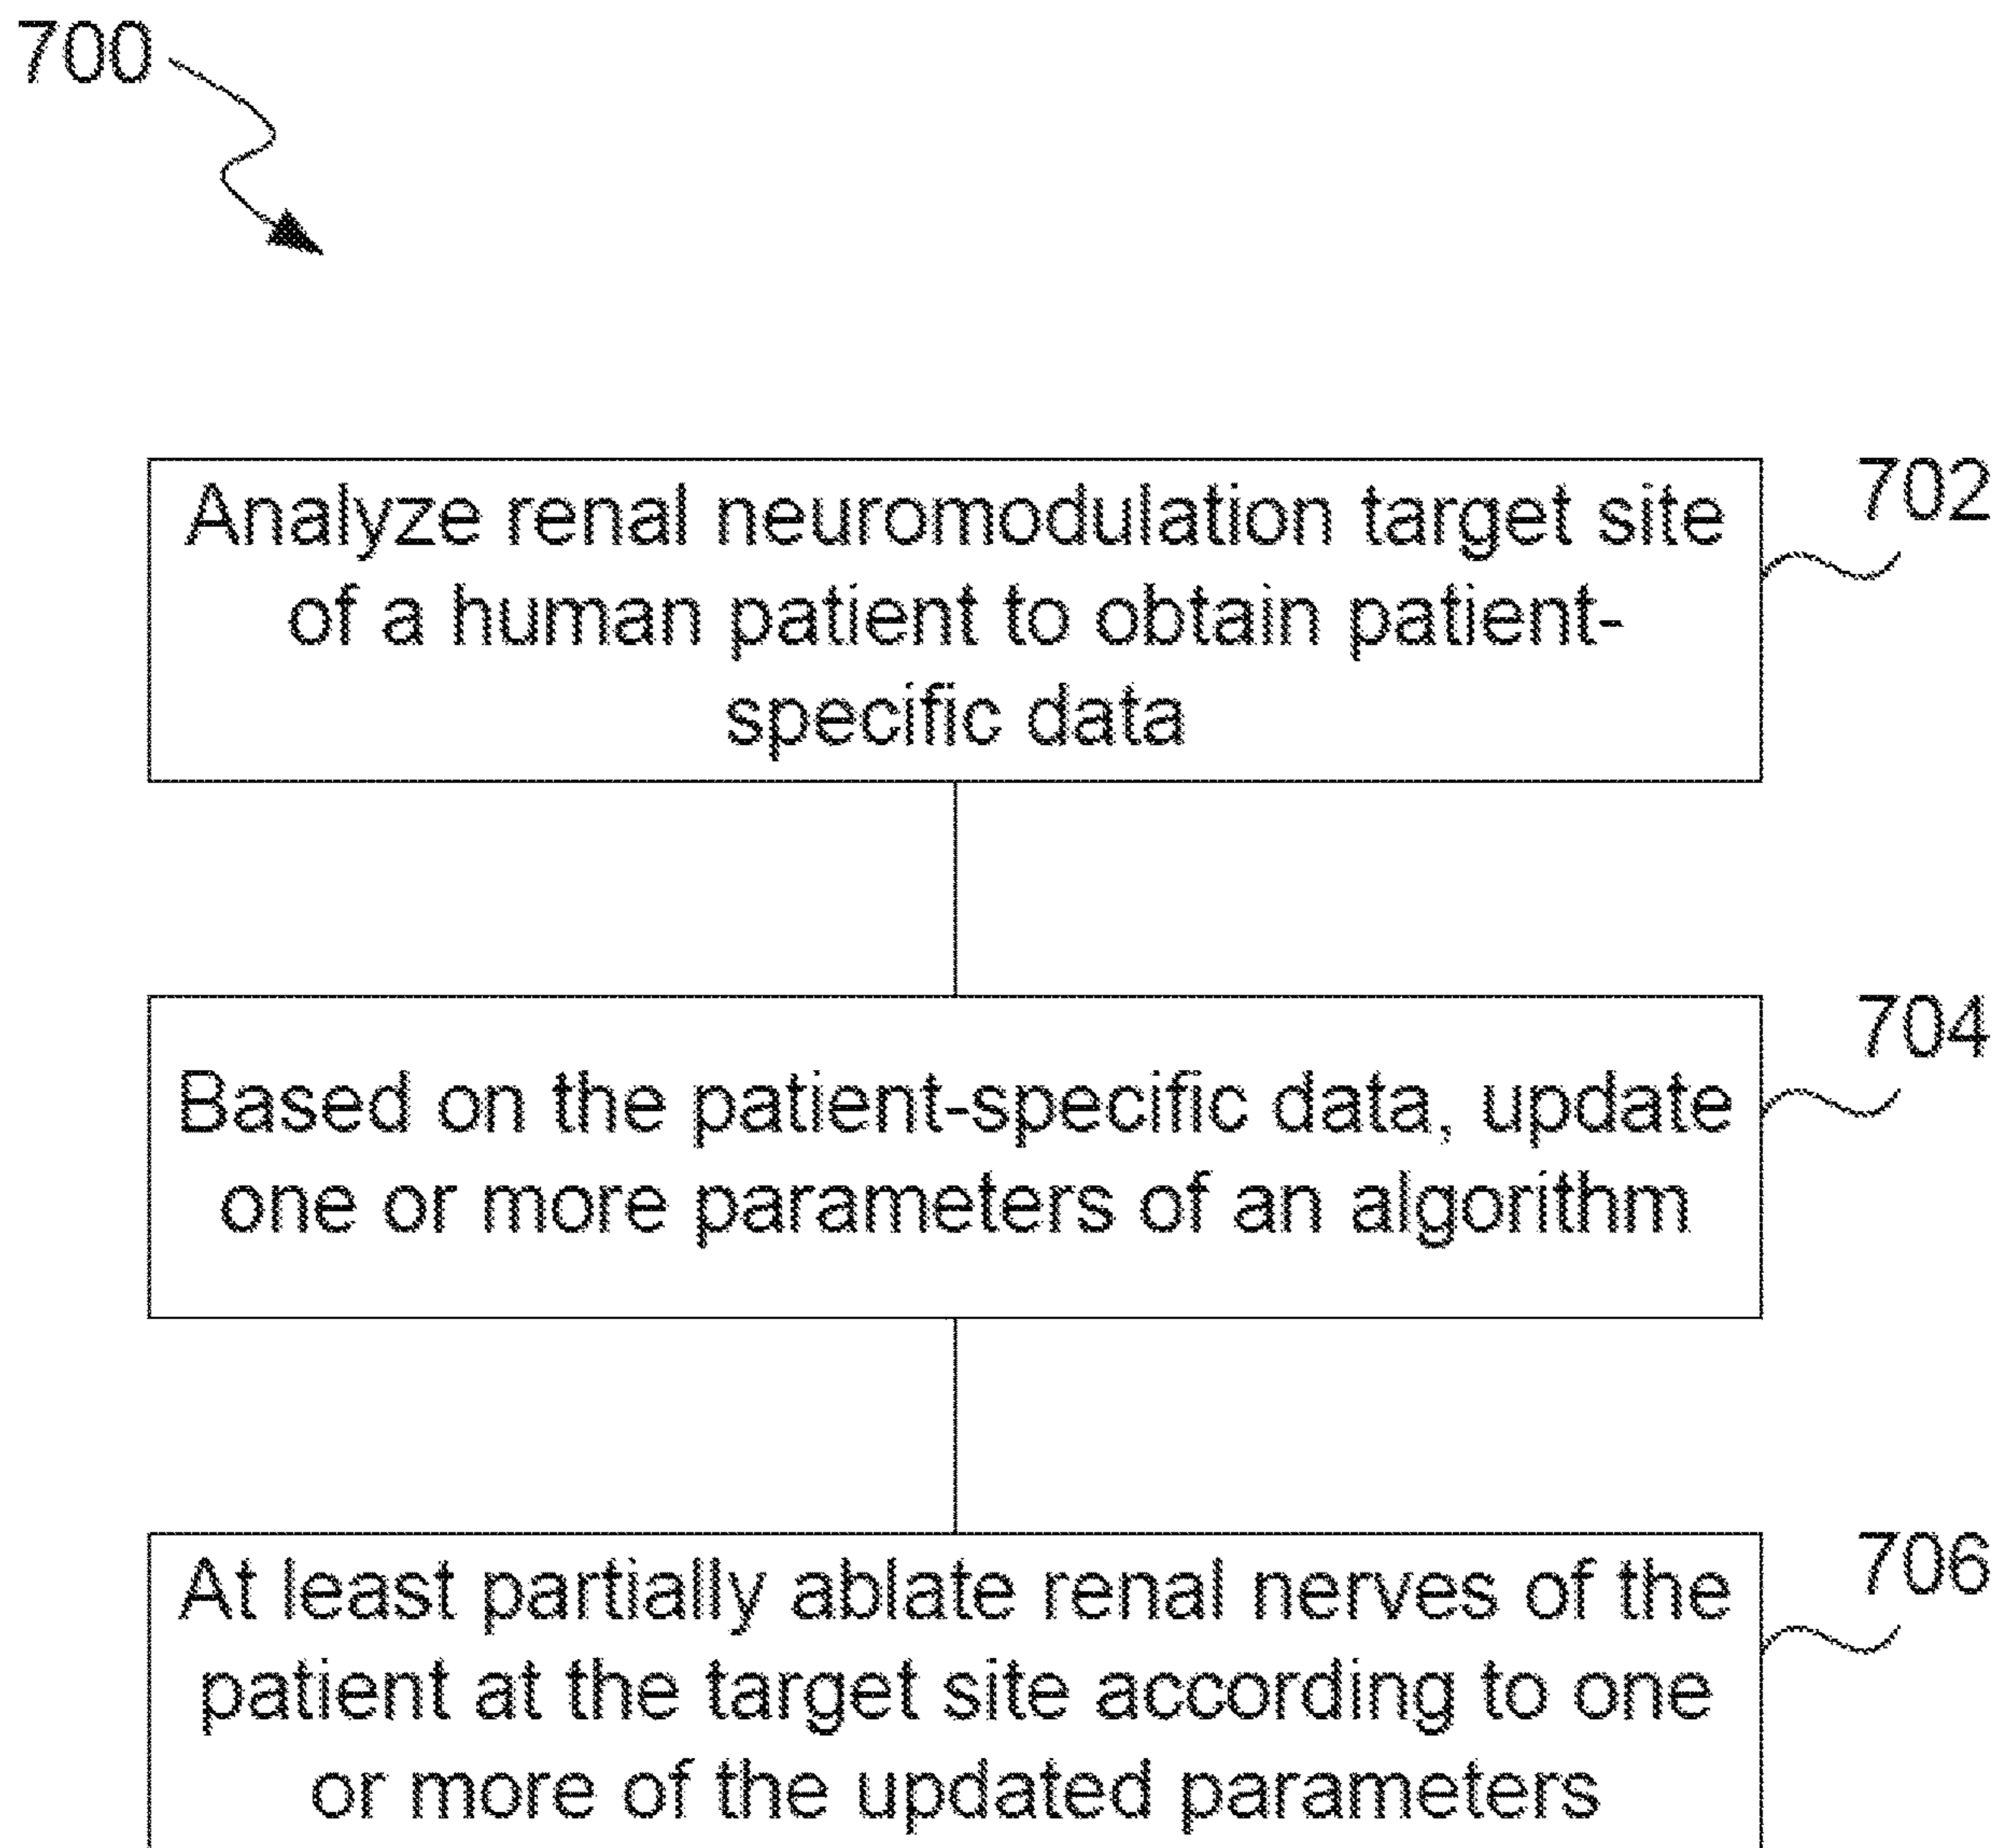 700
Analyze renal neuromodulation target site
of a human patient to obtain patient-
specific data
702
Based on the patient-specific data, update
one or more parameters of an algorithm
704
At least partially ablate renal nerves of the
patient at the target site according to one
or more of the updated parameters
706